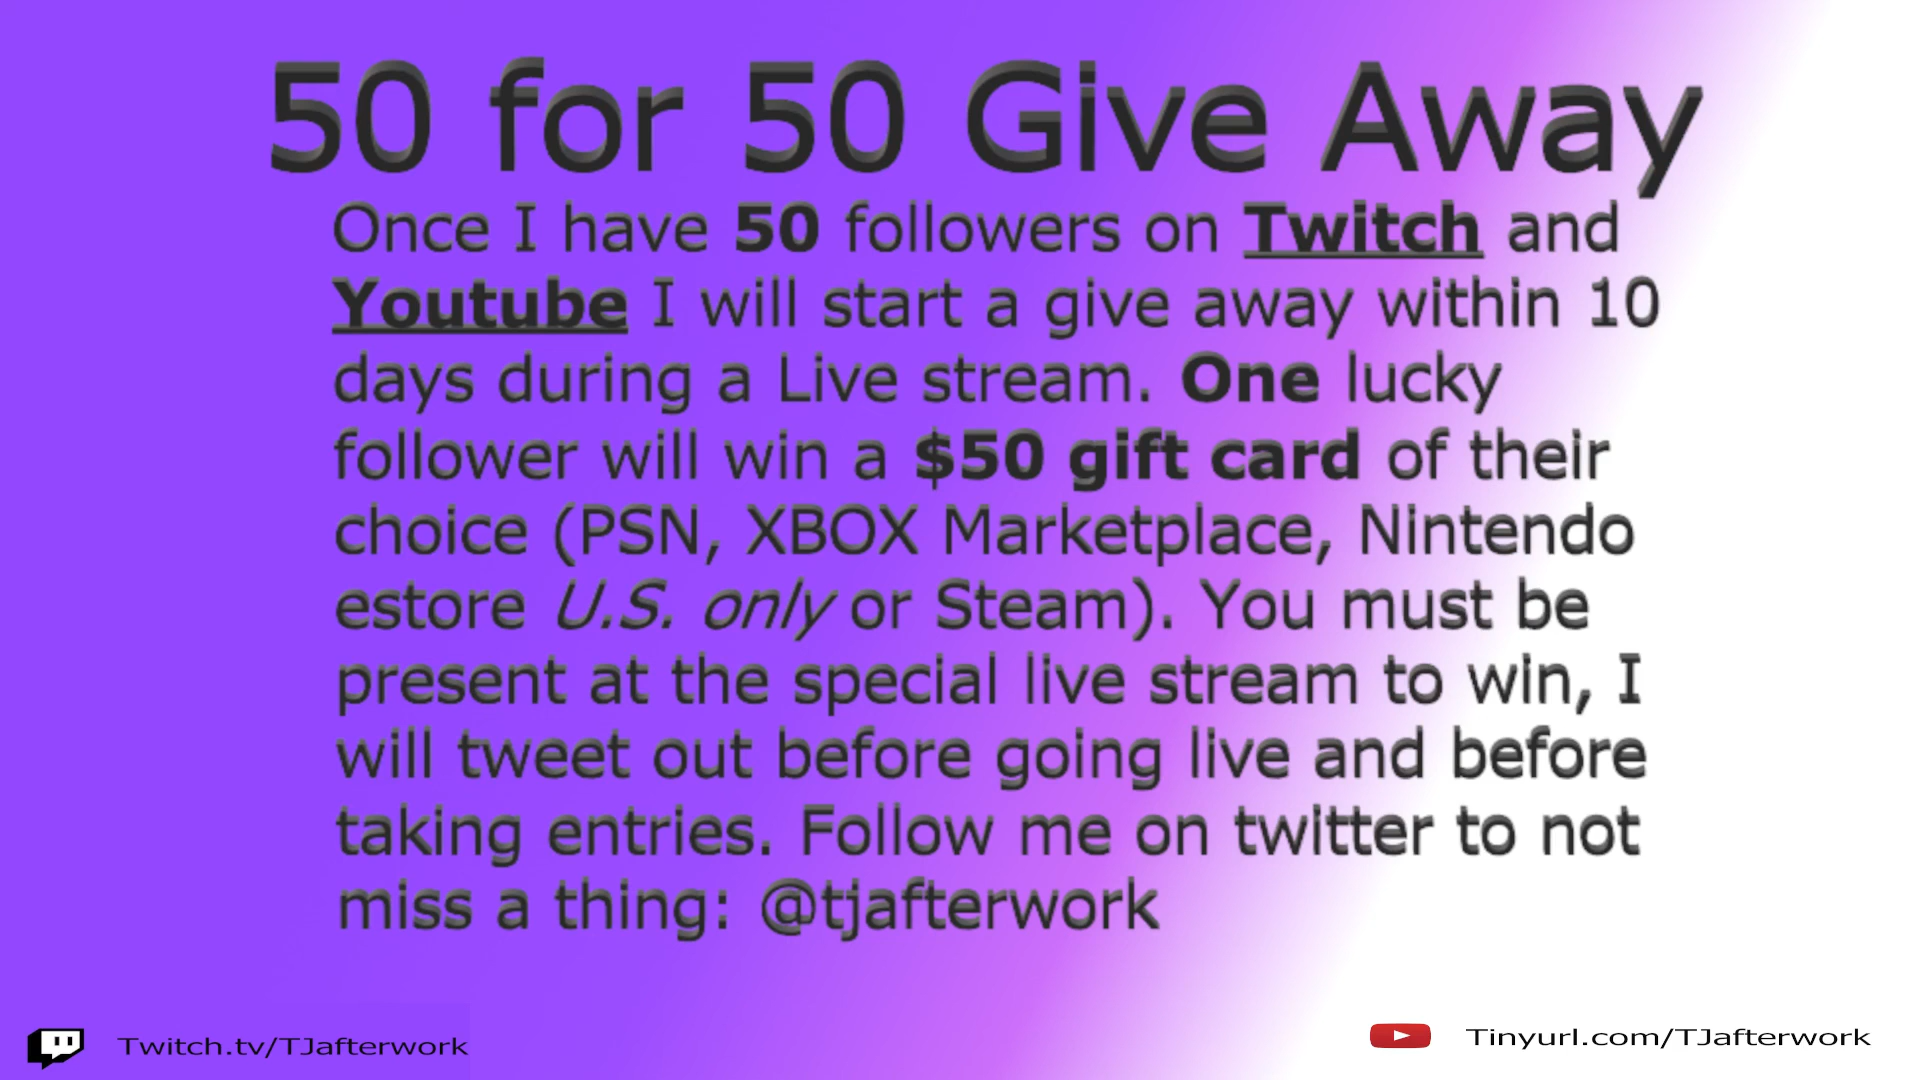 50 for 50 Give Away
Once I have 50 followers on Twitch and
Youtube I will start a give away within 10
days during a Live stream. One lucky
follower will win a $50 gift card of their
choice (PSN, XBOX Marketplace, Nintendo
estore U.S. only or Steam). You must be
present at the special live stream to win, I
will tweet out before going live and before
taking entries. Follow me on twitter to not
miss a thing: @tjafterwork
Twitch.tv/TJafterwork
Tinyurl.com/TJafterwork